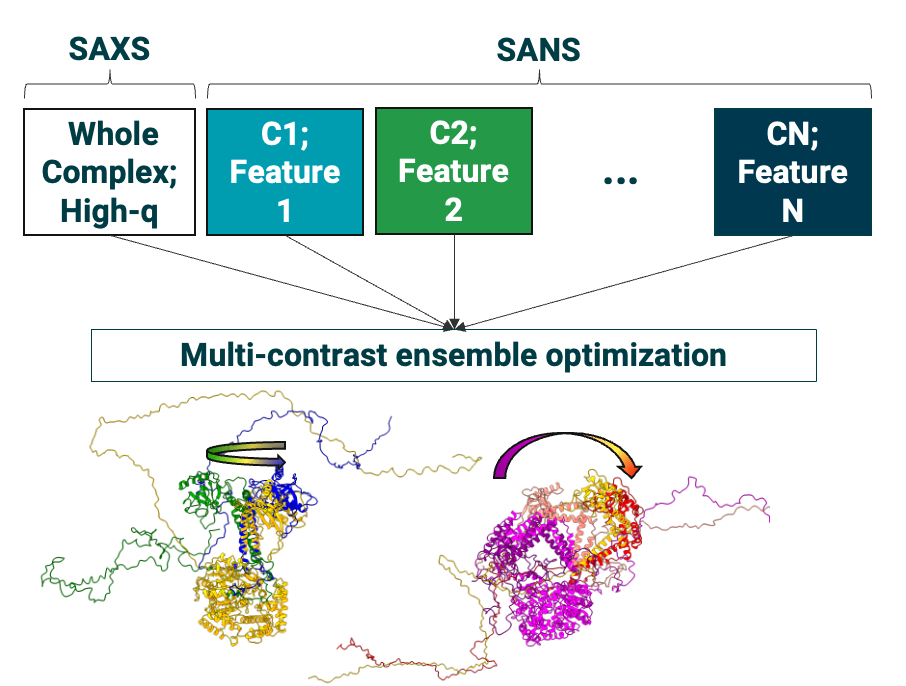 SAXS
SANS
Whole
Complex;
High-q
C1;
Feature
1
C2;
Feature
2
...
CN;
Feature
N
Multi-contrast ensemble optimization